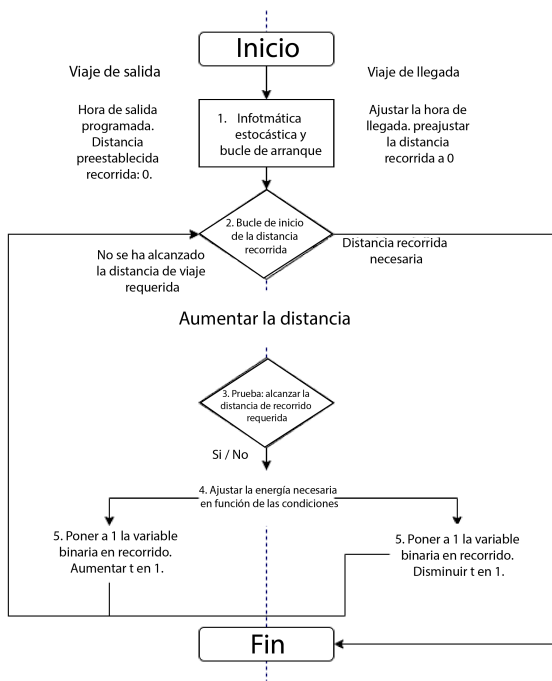 Inicio
Viaje de salida
Viaje de llegada
Hora de salida
programada.
Distancia
preestablecida
recorrida: 0.
1. Infotmática
estocástica y
bucle de arranque
Ajustar la hora de
llegada. preajustar
la distancia
recorrida a 0
2. Bucle de inicio
de la distancia
recorrida
No se ha alcanzado
la distancia de viaje
requerida
Distancia recorrida
necesaria
Aumentar la distancia
3. Prueba: alcanzar la
distancia de recorrido
requerida
Si / No
4. Ajustar la energía necesaria
en función de las condiciones
5. Poner a 1 la variable
binaria en recorrido.
Aumentar t en 1.
5. Poner a 1 la variable
binaria en recorrido.
Disminuir t en 1.
Fin